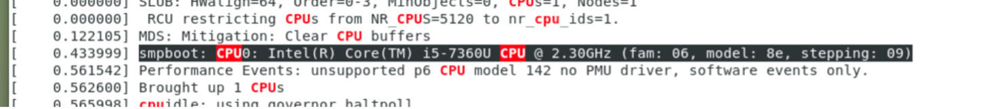 [    0.000000] SLUB: HWalign=64, Order=0-3, MinObjects=0, CPUs=1, Nodes=1
[    0.000000]  RCU restricting CPUs from NR_CPUS=5120 to nr_cpu_ids=1.
[    0.122105] MDS: Mitigation: Clear CPU buffers
[    0.433999] smpboot: CPU0: Intel(R) Core(TM) i5-7360U CPU @ 2.30GHz (fam: 06, model: 8e, stepping: 09)
[    0.561542] Performance Events: unsupported p6 CPU model 142 no PMU driver, software events only.
[    0.562600] Brought up 1 CPUs
[    0.565998] cpuidle: using governor haltpoll